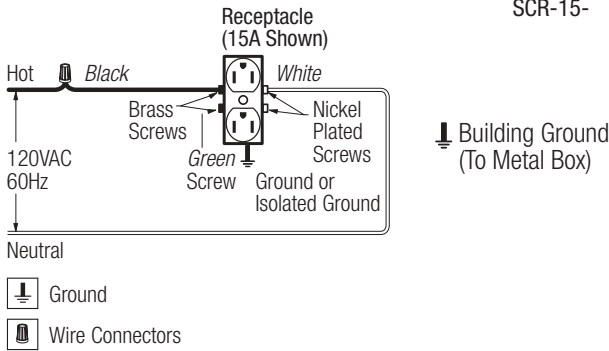 SCR-15-
Receptacle
(15A Shown)
Hot
Black
White
Brass
Screws
Nickel
Plated
Screws
Green
Screw
Ground or
Isolated Ground
120VAC
60Hz
Neutral
Building Ground
(To Metal Box)
Ground
Wire Connectors